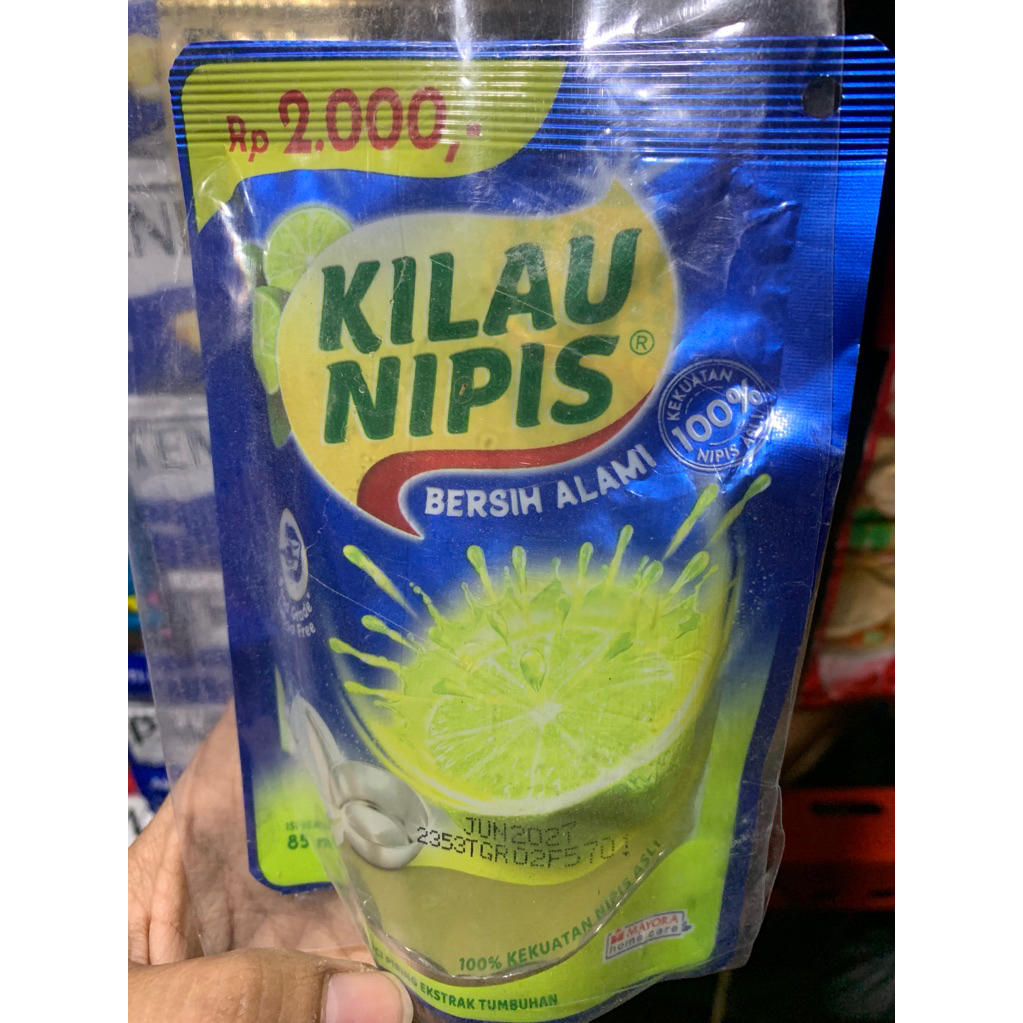 Rp 2.000,-
KILAU
NIPIS®
BERSIH ALAMI
KEKUATAN
100%
NIPIS
Free
85
JUN2027
2353TGR02F5701
100% KEKUATAN NIPIS ASLI
MAYORA
home care
EKSTRAK TUMBUHAN